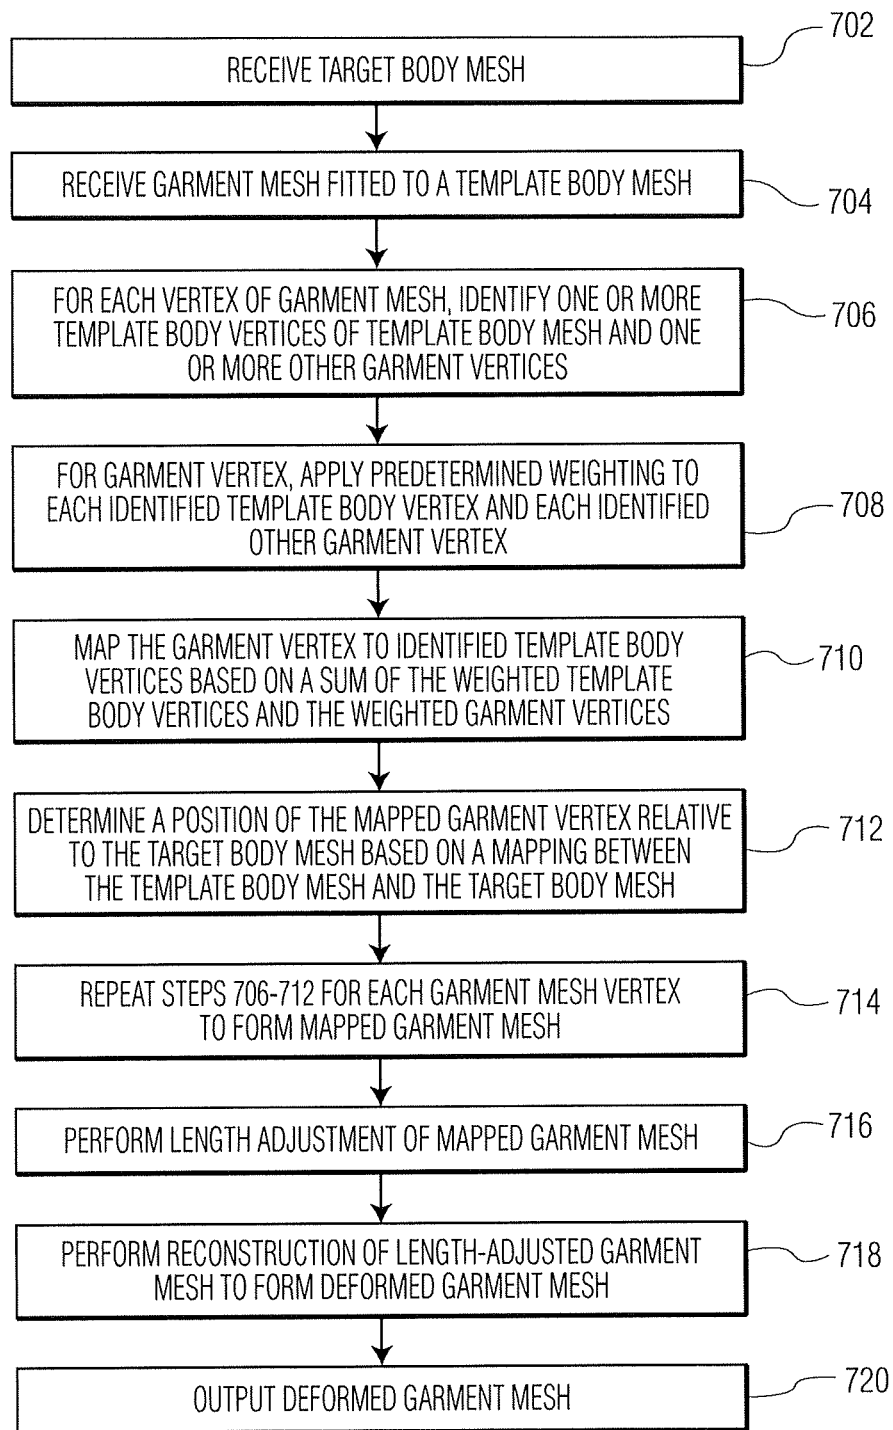 702
RECEIVE TARGET BODY MESH
RECEIVE GARMENT MESH FITTED TO A TEMPLATE BODY MESH
704
FOR EACH VERTEX OF GARMENT MESH, IDENTIFY ONE OR MORE
TEMPLATE BODY VERTICES OF TEMPLATE BODY MESH AND ONE
OR MORE OTHER GARMENT VERTICES
706
FOR GARMENT VERTEX, APPLY PREDETERMINED WEIGHTING TO
EACH IDENTIFIED TEMPLATE BODY VERTEX AND EACH IDENTIFIED
OTHER GARMENT VERTEX
708
MAP THE GARMENT VERTEX TO IDENTIFIED TEMPLATE BODY
VERTICES BASED ON A SUM OF THE WEIGHTED TEMPLATE
BODY VERTICES AND THE WEIGHTED GARMENT VERTICES
710
DETERMINE A POSITION OF THE MAPPED GARMENT VERTEX RELATIVE
TO THE TARGET BODY MESH BASED ON A MAPPING BETWEEN
THE TEMPLATE BODY MESH AND THE TARGET BODY MESH
712
REPEAT STEPS 706-712 FOR EACH GARMENT MESH VERTEX
TO FORM MAPPED GARMENT MESH
714
PERFORM LENGTH ADJUSTMENT OF MAPPED GARMENT MESH
716
PERFORM RECONSTRUCTION OF LENGTH-ADJUSTED GARMENT
MESH TO FORM DEFORMED GARMENT MESH
718
OUTPUT DEFORMED GARMENT MESH
720